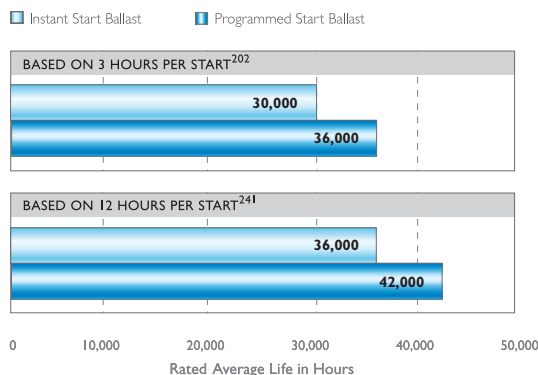 Instant Start Ballast Programmed Start Ballast
BASED ON 3 HOURS PER START202
30,000
36,000
BASED ON 12 HOURS PER START241
36,000
42,000
0 10,000 20,000 30,000 40,000 50,000
Rated Average Life in Hours